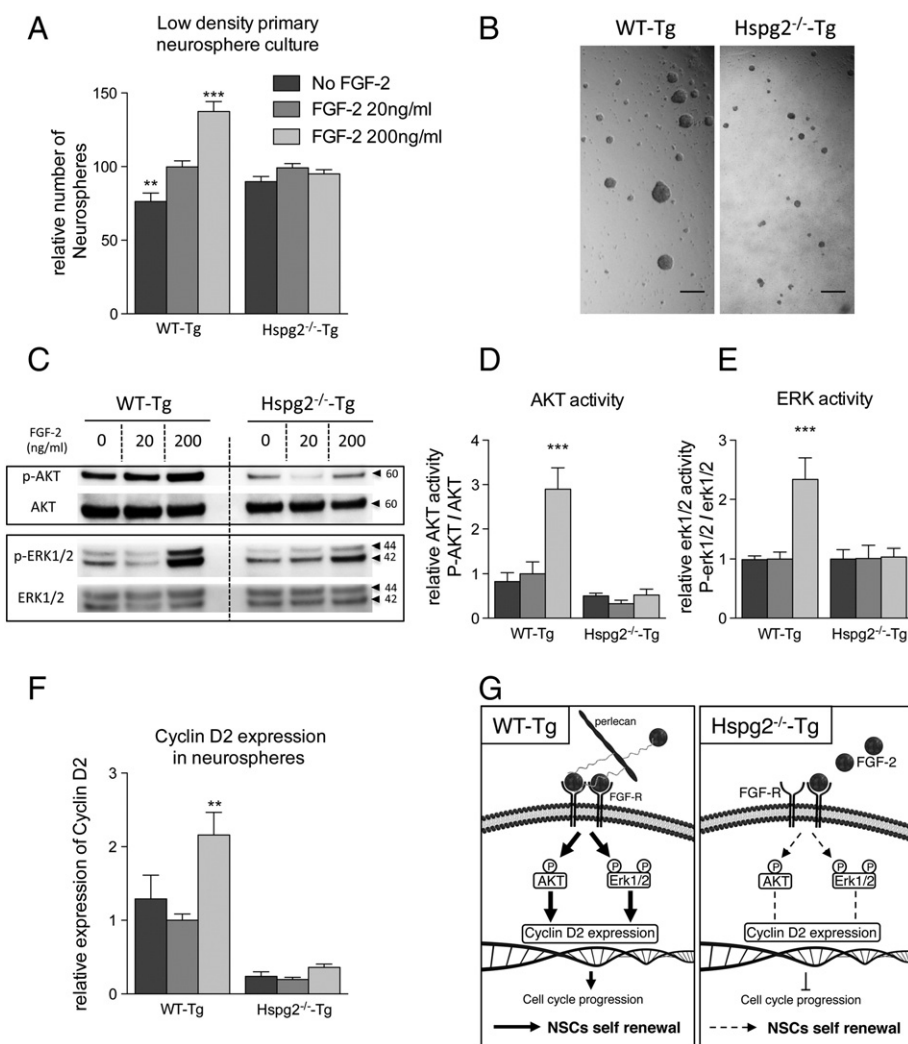 A
Low density primary
neurosphere culture
No FGF-2
FGF-2 20ng/ml
FGF-2 200ng/ml
relative number of
Neurospheres
150
100
50
0
**
***
WT-Tg
Hspg2-/--Tg
B
WT-Tg
Hspg2-/--Tg
C
WT-Tg
Hspg2-/--Tg
FGF-2
(ng/ml)
0 20 200 0 20 200
p-AKT 60
AKT 60
p-ERK1/2 44
42
ERK1/2 44
42
D
AKT activity
relative AKT activity
P-AKT / AKT
4
3
2
1
0
***
WT-Tg
Hspg2-/--Tg
E
ERK activity
relative erk1/2 activity
P-erk1/2 / erk1/2
3
2
1
0
***
WT-Tg
Hspg2-/--Tg
F
Cyclin D2 expression
in neurospheres
relative expression of Cyclin D2
3
2
1
0
**
WT-Tg
Hspg2-/--Tg
G
WT-Tg
perlecan
FGF-R
P
P P
AKT
Erk1/2
Cyclin D2 expression
Cell cycle progression
NSCs self renewal
Hspg2-/--Tg
FGF-2
FGF-R
P
P P
AKT
Erk1/2
Cyclin D2 expression
Cell cycle progression
NSCs self renewal